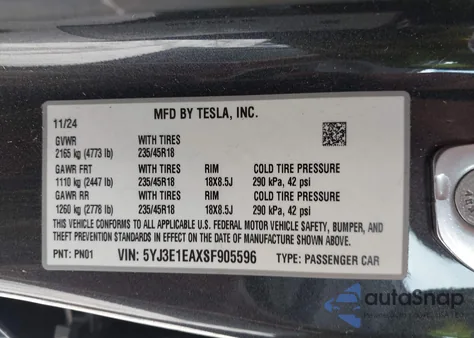 MFD BY TESLA, INC.
11/24
GVWR WITH TIRES
2165 kg (4773 lb) 235/45R18
GAWR FRT WITH TIRES RIM COLD TIRE PRESSURE
1110 kg (2447 lb) 235/45R18 18X8.5J 290 kPa, 42 psi
GAWR RR WITH TIRES RIM COLD TIRE PRESSURE
1260 kg (2778 lb) 235/45R18 18X8.5J 290 kPa, 42 psi
THIS VEHICLE CONFORMS TO ALL APPLICABLE FEDERAL MOTOR VEHICLE SAFETY, BUMPER, AND
THEFT PREVENTION STANDARDS IN EFFECT ON THE DATE OF MANUFACTURE SHOWN ABOVE.
PNT: PN01 VIN: 5YJ3E1EAXSF905596 TYPE: PASSENGER CAR
autoSnap